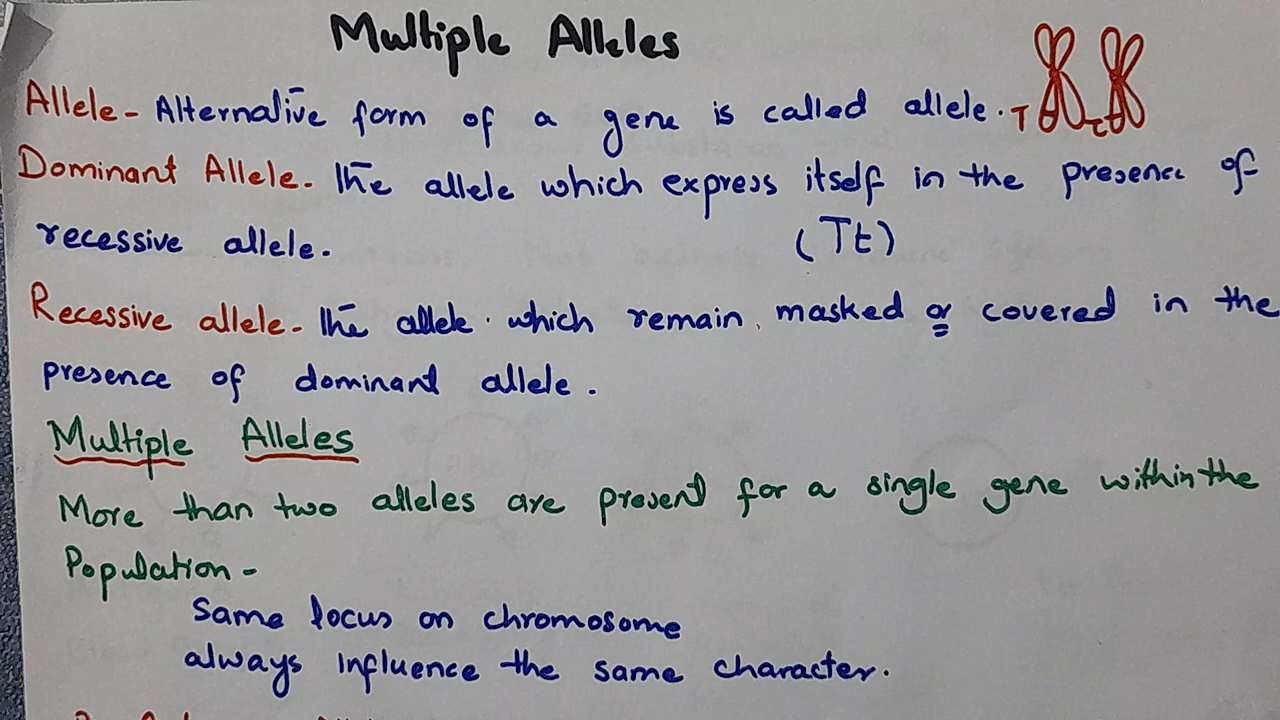 Multiple Alleles
Allele - Alternative form of a gene is called allele. T t
Dominant Allele - The allele which express itself in the presence of
recessive allele. (Tt)
Recessive allele - The allele which remain masked or covered in the
presence of dominant allele.
Multiple Alleles
More than two alleles are present for a single gene within the
Population -
Same locus on chromosome
always influence the same character.